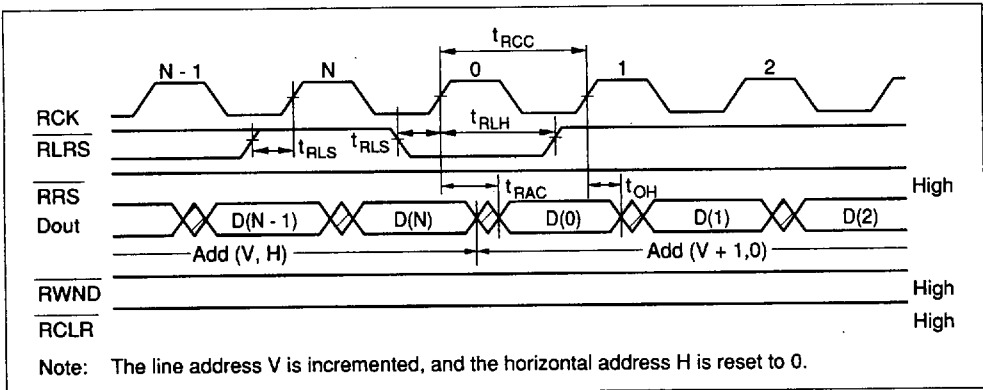 tRCC
N - 1 N 0 1 2
RCK
RLRS
tRLS tRLS tRLH
RRS High
tRAC tOH
Dout D(N - 1) D(N) D(0) D(1) D(2)
Add (V, H) Add (V + 1,0)
RWND High
RCLR High
Note: The line address V is incremented, and the horizontal address H is reset to 0.